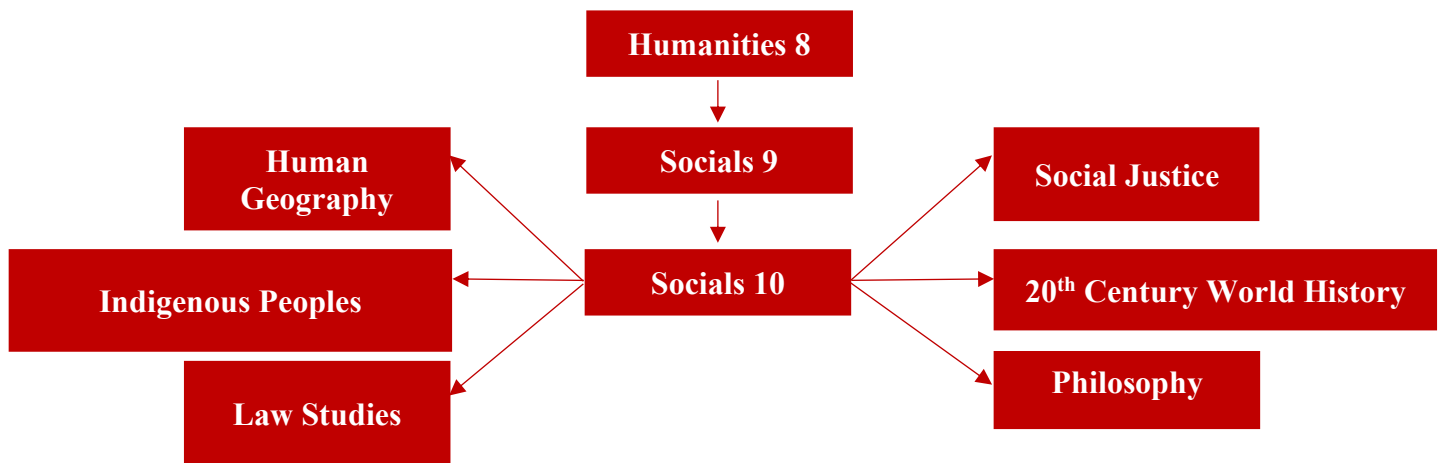 Humanities 8
Socials 9
Human
Geography
Social Justice
Socials 10
Indigenous Peoples
20th Century World History
Law Studies
Philosophy